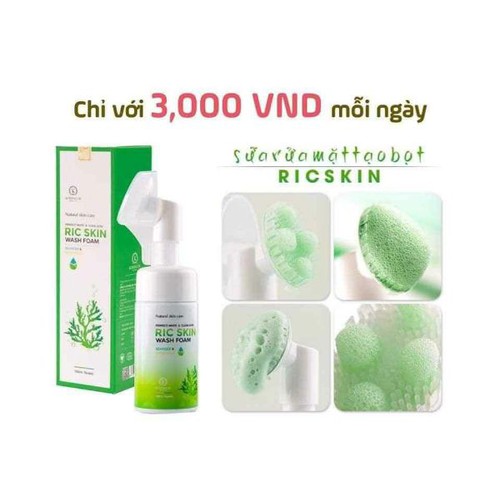 Chỉ với 3,000 VND mỗi ngày
sữa rửa mặt tạo bọt
RICSKIN
Natural skin care
RIC SKIN
WASH FOAM
Natural skin care
RIC SKIN
WASH FOAM